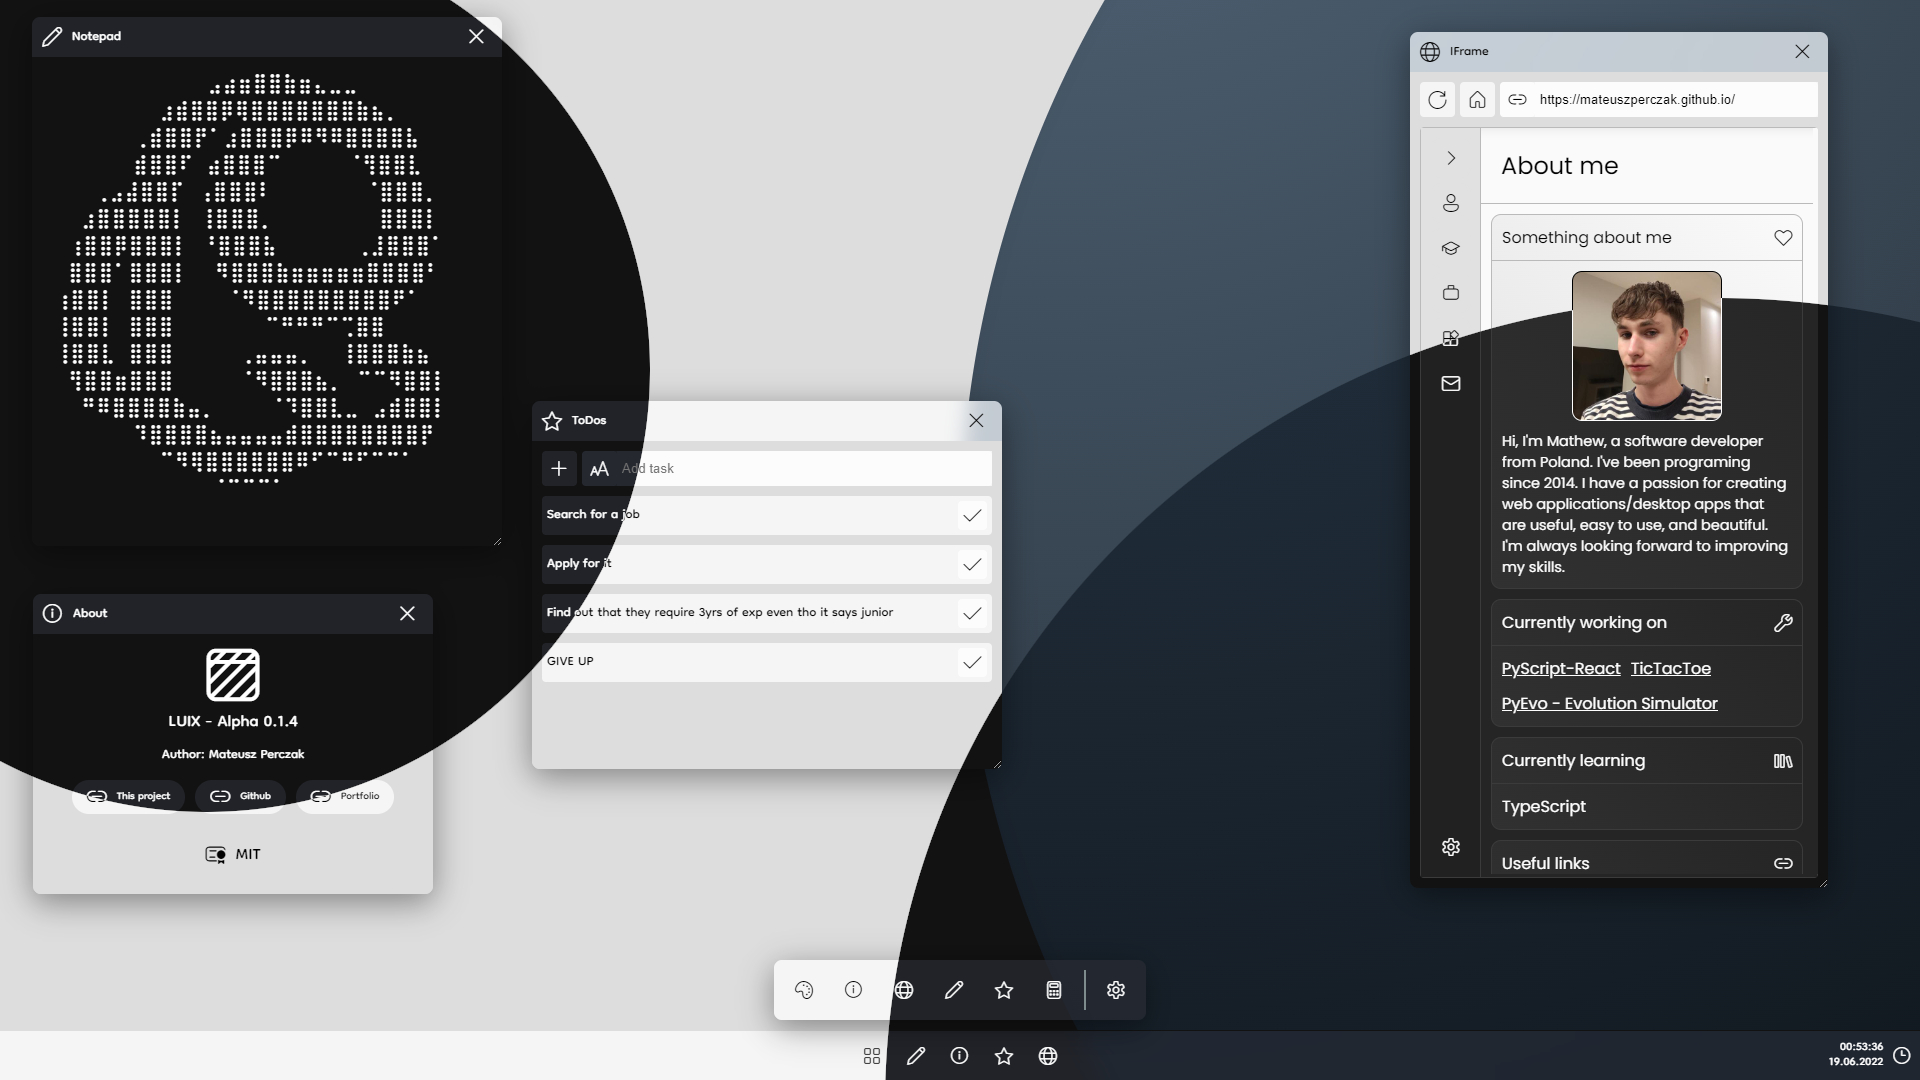 Notepad
About
LUIX - Alpha 0.1.4
Author: Mateusz Perczak
This project
Github
Portfolio
MIT
ToDos
Add task
Search for a job
Apply for it
Find out that they require 3yrs of exp even tho it says junior
GIVE UP
IFrame
https://mateuszperczak.github.io/
About me
Something about me
Hi, I'm Mathew, a software developer
from Poland. I've been programing
since 2014. I have a passion for creating
web applications/desktop apps that
are useful, easy to use, and beautiful.
I'm always looking forward to improving
my skills.
Currently working on
PyScript-React TicTacToe
PyEvo - Evolution Simulator
Currently learning
TypeScript
Useful links
00:53:36
19.06.2022